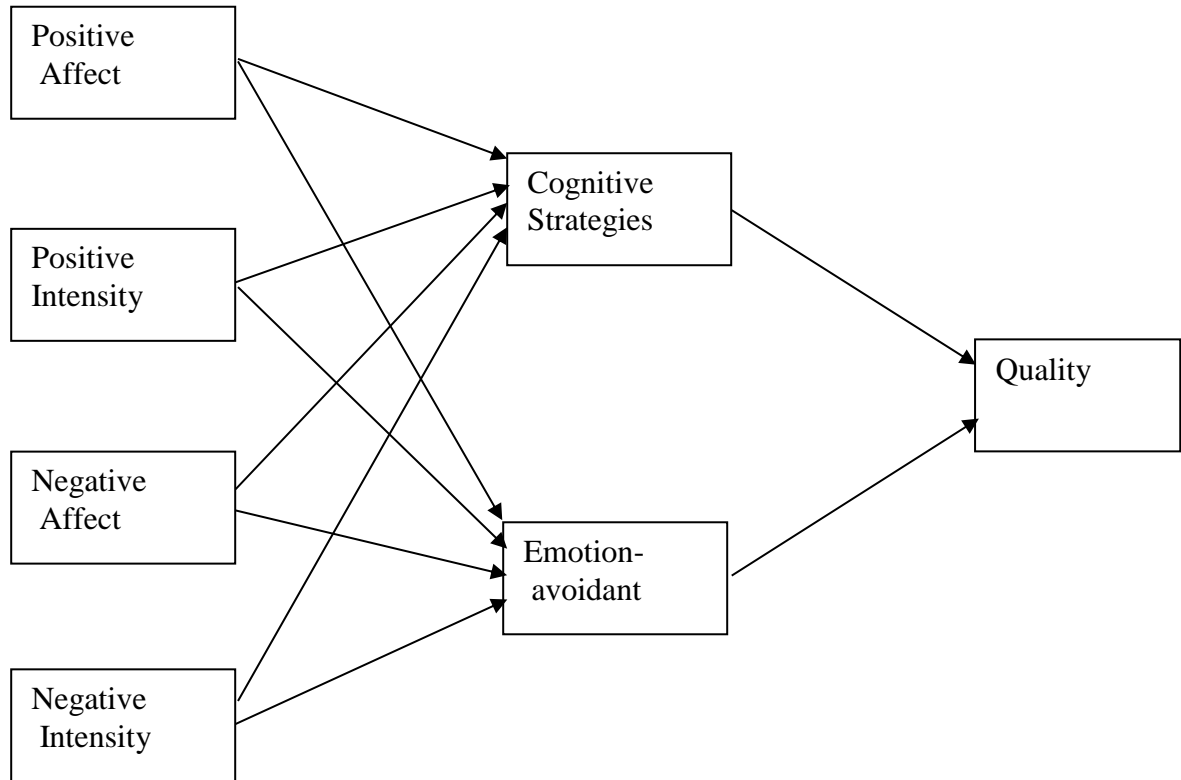 Positive
Affect
Positive
Intensity
Negative
Affect
Negative
Intensity
Cognitive
Strategies
Emotion-
avoidant
Quality